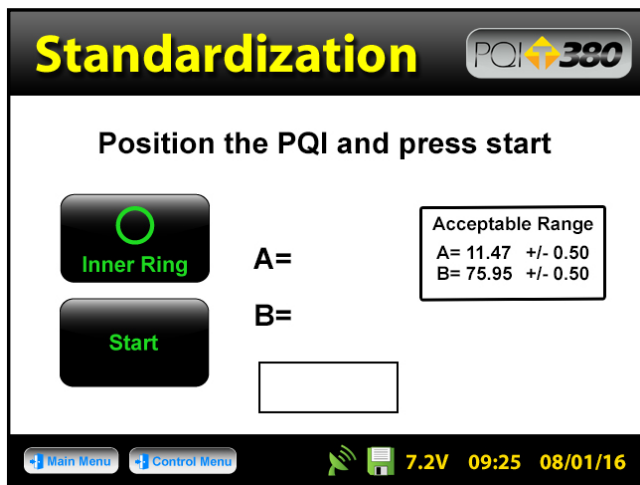 Standardization
PQI T 380
Position the PQI and press start
Inner Ring
Start
A=
B=
Acceptable Range
A= 11.47 +/- 0.50
B= 75.95 +/- 0.50
Main Menu
Control Menu
7.2V 09:25 08/01/16